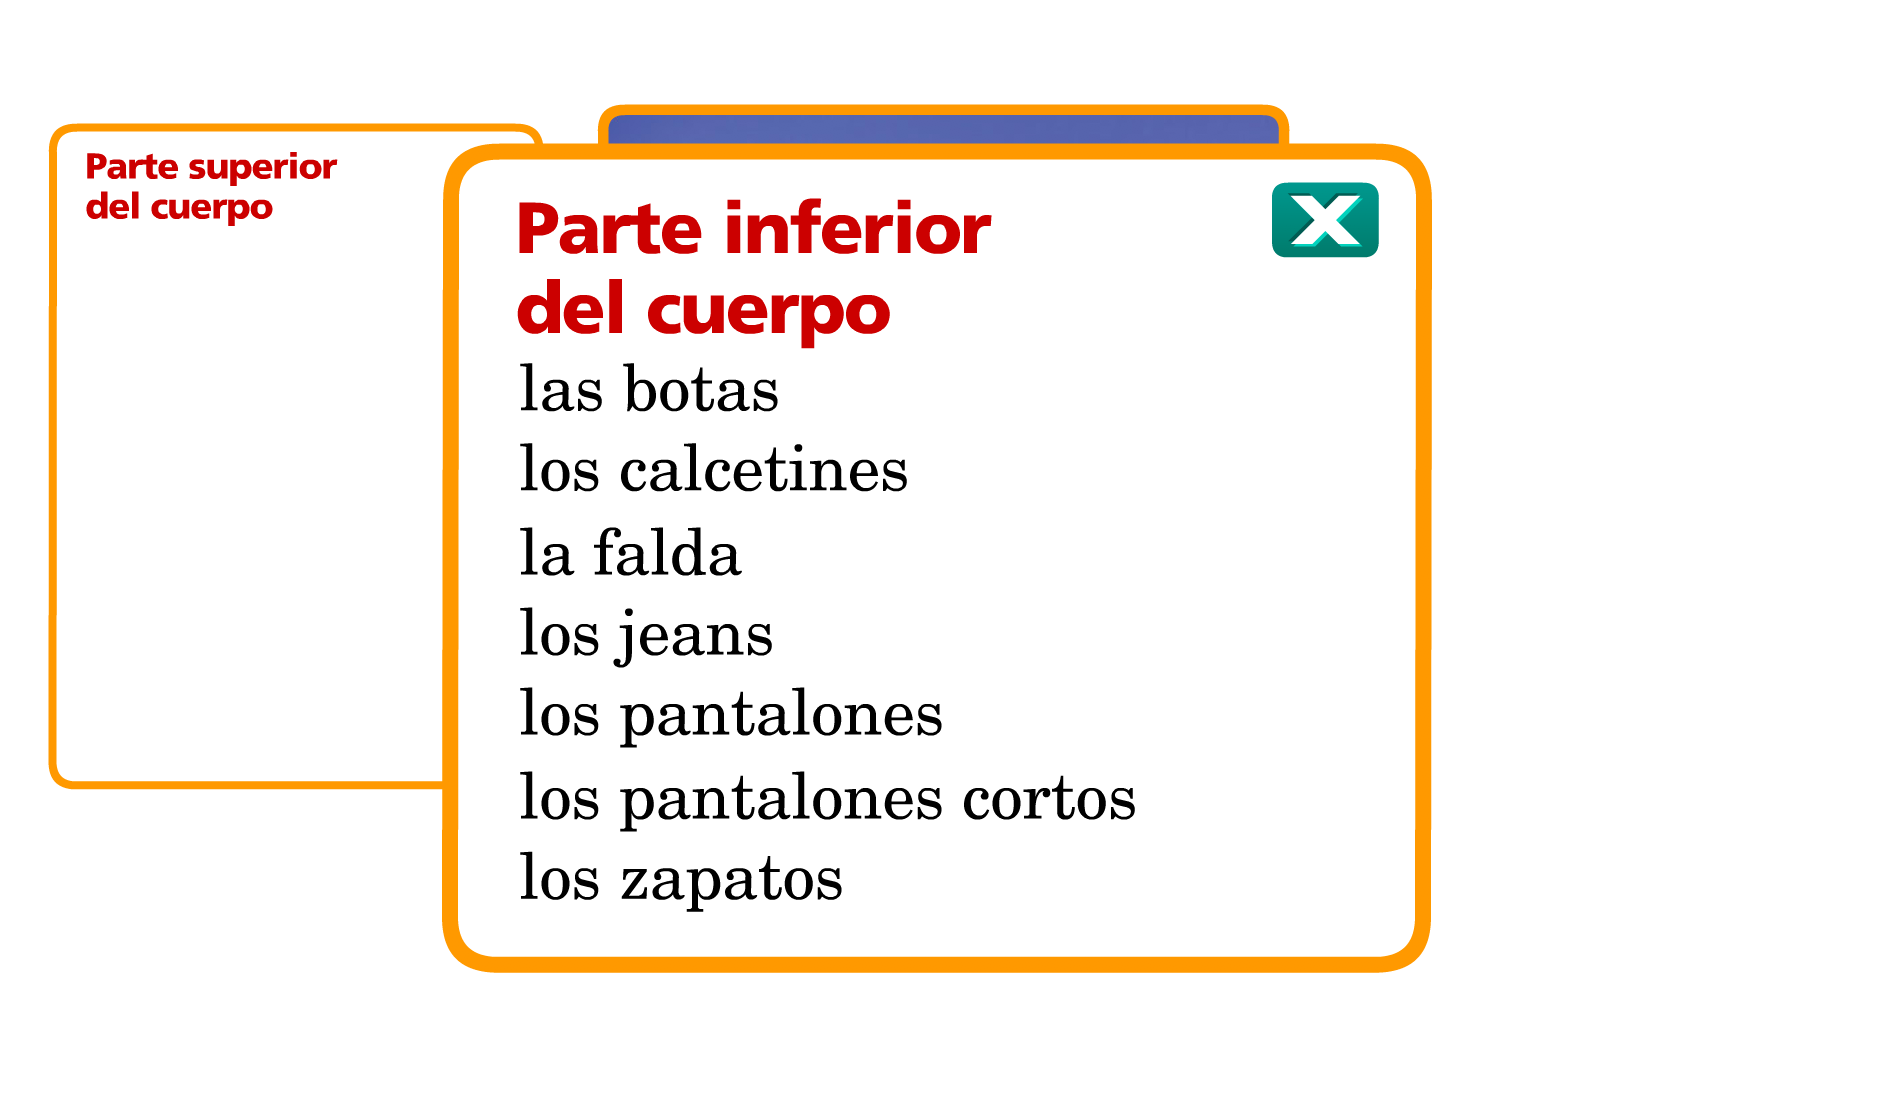 Parte superior
del cuerpo
Parte inferior
del cuerpo
las botas
los calcetines
la falda
los jeans
los pantalones
los pantalones cortos
los zapatos